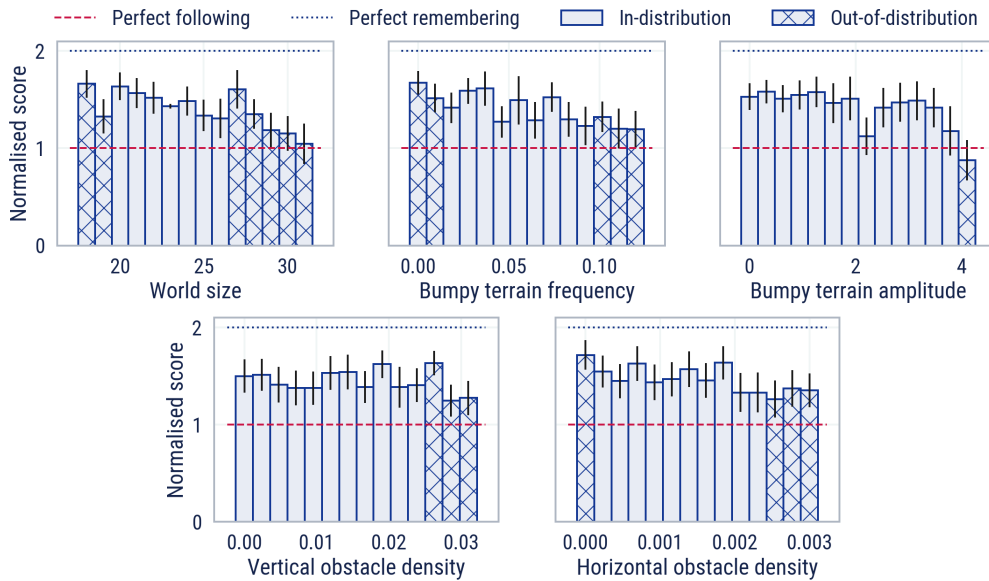 Perfect following Perfect remembering In-distribution Out-of-distribution
Normalised score
2
1
0
20 25 30
World size
0.00 0.05 0.10
Bumpy terrain frequency
0 2 4
Bumpy terrain amplitude
Normalised score
2
1
0
0.00 0.01 0.02 0.03
Vertical obstacle density
0.000 0.001 0.002 0.003
Horizontal obstacle density